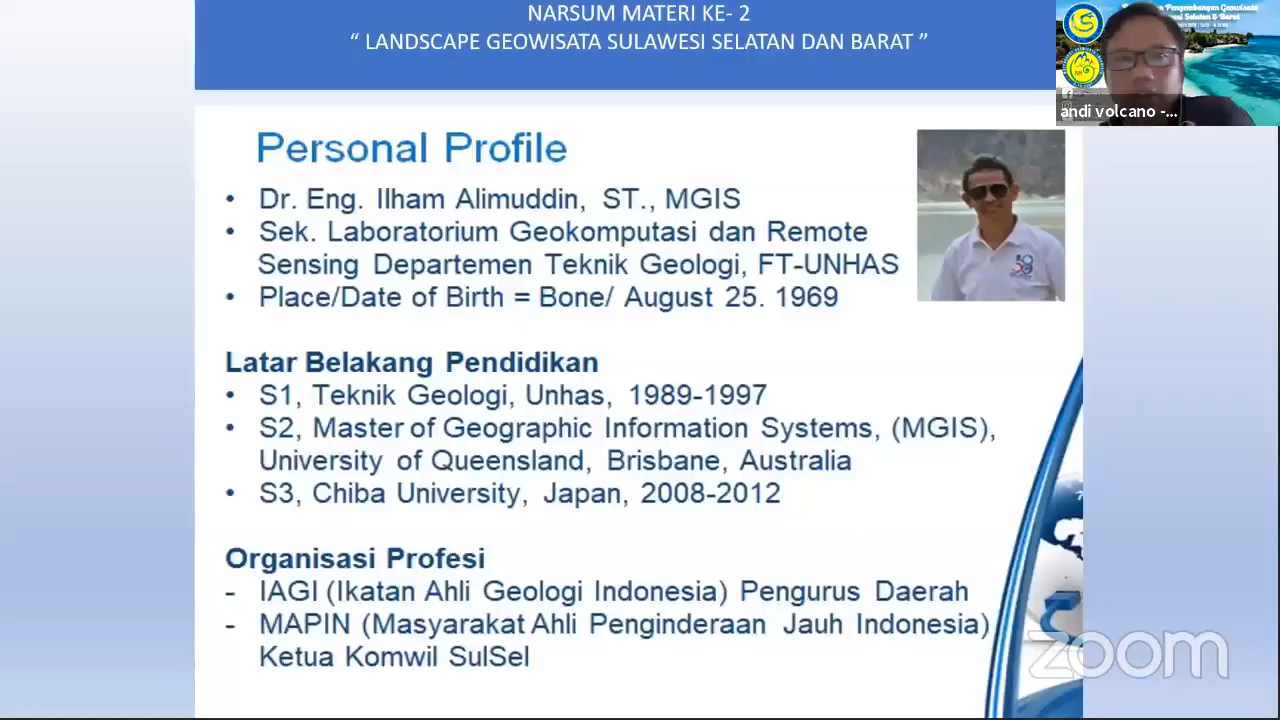 NARSUM MATERI KE- 2
“ LANDSCAPE GEOWISATA SULAWESI SELATAN DAN BARAT ”
Pengembangan Geowisata
Selatan & Barat
andi volcano -...
Personal Profile
• Dr. Eng. Ilham Alimuddin, ST., MGIS
• Sek. Laboratorium Geokomputasi dan Remote
Sensing Departemen Teknik Geologi, FT-UNHAS
• Place/Date of Birth = Bone/ August 25. 1969
Latar Belakang Pendidikan
• S1, Teknik Geologi, Unhas, 1989-1997
• S2, Master of Geographic Information Systems, (MGIS),
University of Queensland, Brisbane, Australia
• S3, Chiba University, Japan, 2008-2012
Organisasi Profesi
- IAGI (Ikatan Ahli Geologi Indonesia) Pengurus Daerah
- MAPIN (Masyarakat Ahli Penginderaan Jauh Indonesia)
Ketua Komwil SulSel
zoom